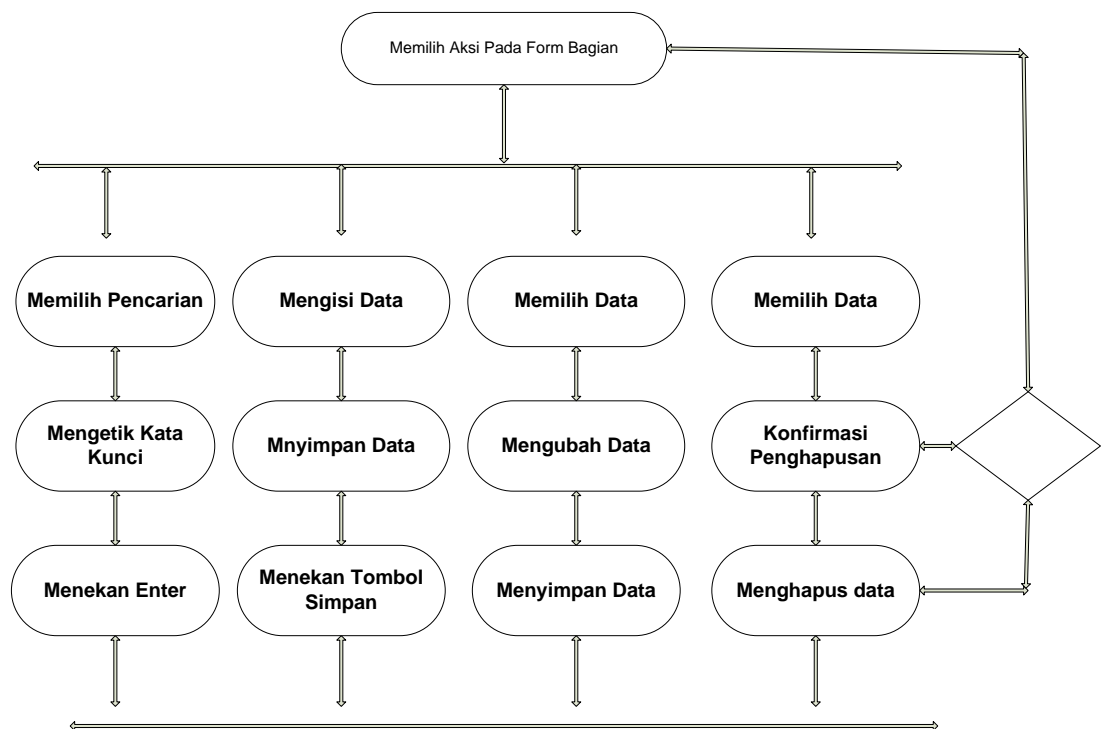 Memilih Aksi Pada Form Bagian
Memilih Pencarian
Mengisi Data
Memilih Data
Memilih Data
Mengetik Kata
Kunci
Mnyimpan Data
Mengubah Data
Konfirmasi
Penghapusan
Menekan Enter
Menekan Tombol
Simpan
Menyimpan Data
Menghapus data